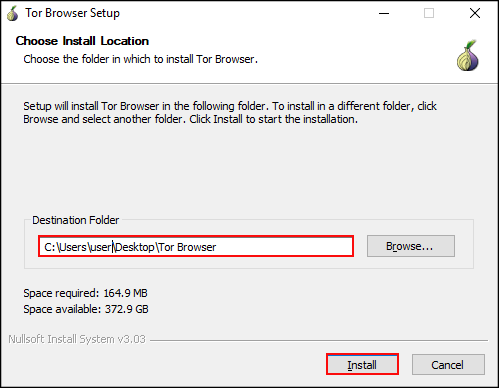 Tor Browser Setup
Choose Install Location
Choose the folder in which to install Tor Browser.
Setup will install Tor Browser in the following folder. To install in a different folder, click
Browse and select another folder. Click Install to start the installation.
Destination Folder
C:\Users\user\Desktop\Tor Browser
Browse...
Space required: 164.9 MB
Space available: 372.9 GB
Nullsoft Install System v3.03
Install
Cancel